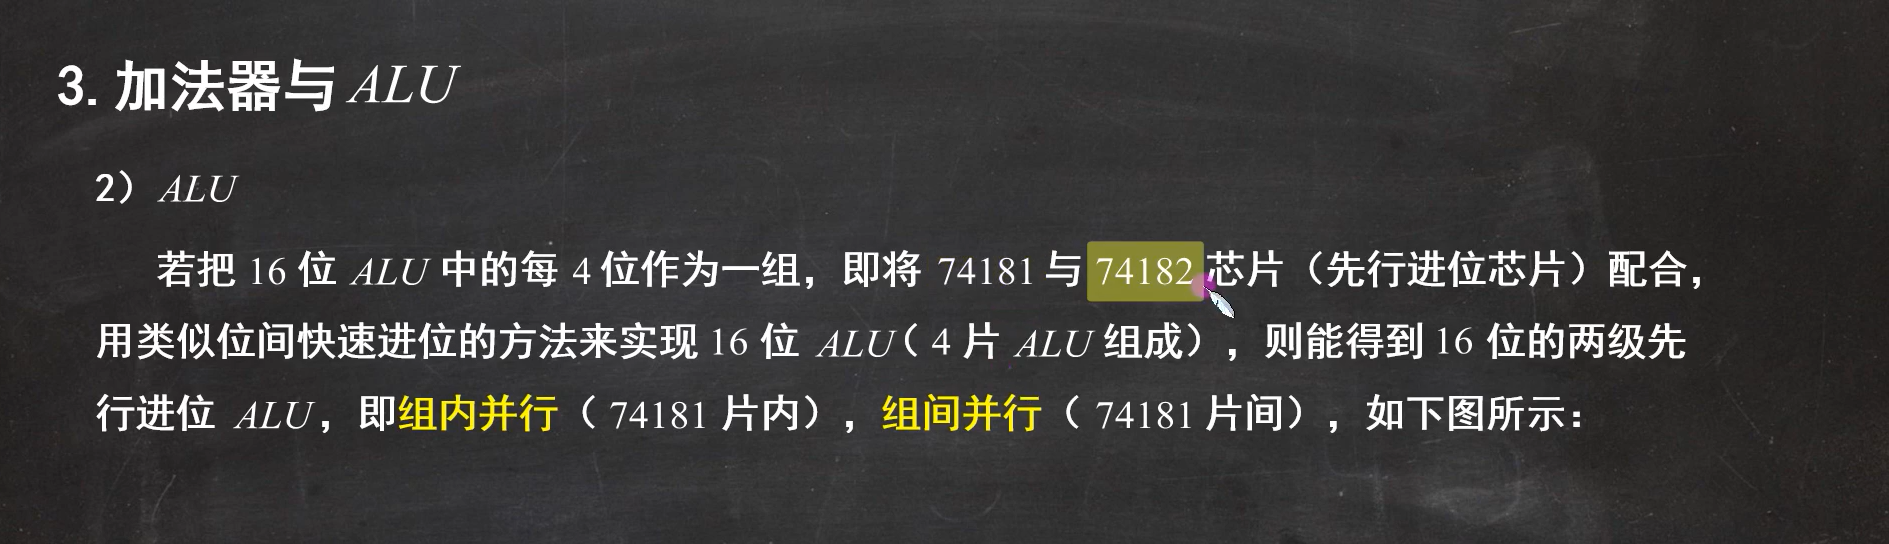 3. 加法器与 ALU
2) ALU
若把 16 位 ALU 中的每 4 位作为一组，即将 74181 与 74182 芯片（先行进位芯片）配合，
用类似位间快速进位的方法来实现 16 位 ALU（ 4 片 ALU 组成），则能得到 16 位的两级先
行进位 ALU，即组内并行（ 74181 片内），组间并行（ 74181 片间），如下图所示：